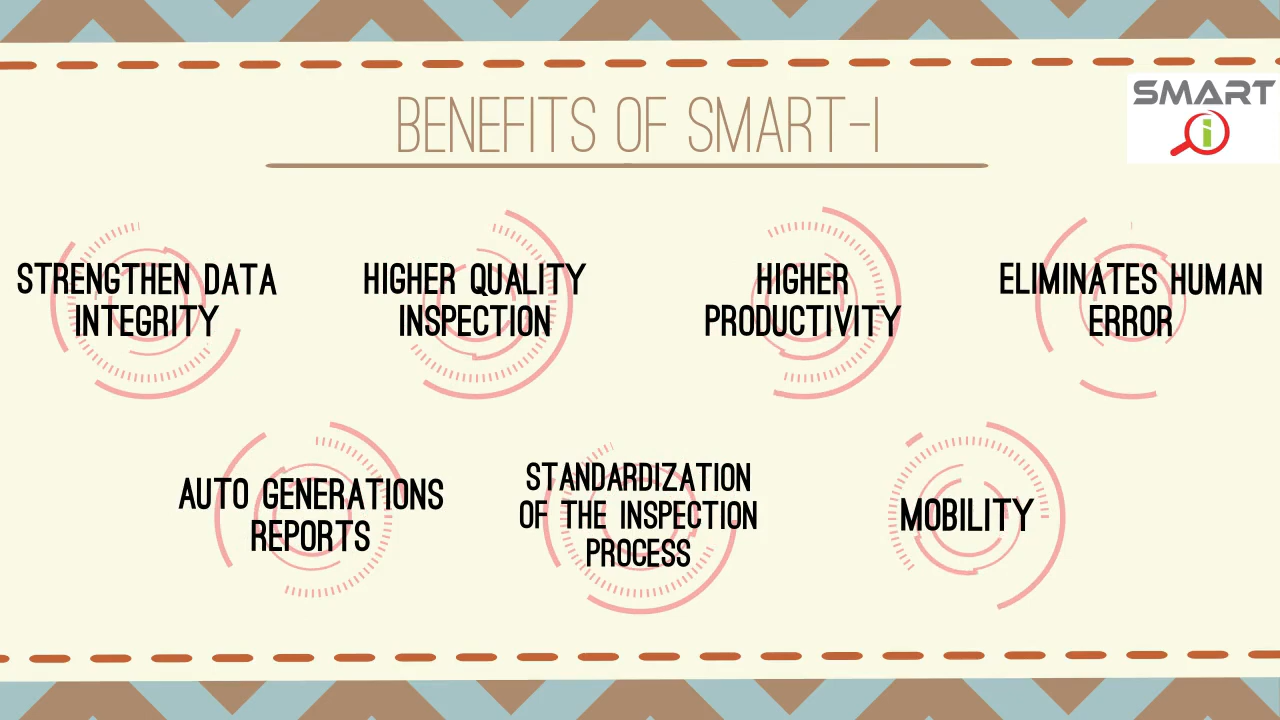 BENEFITS OF SMART-I
SMART
i
STRENGTHEN DATA
INTEGRITY
HIGHER QUALITY
INSPECTION
HIGHER
PRODUCTIVITY
ELIMINATES HUMAN
ERROR
AUTO GENERATIONS
REPORTS
STANDARDIZATION
OF THE INSPECTION
PROCESS
MOBILITY